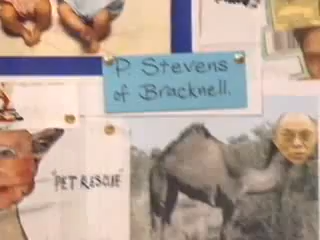 P. Stevens
of Bracknell.
"PET RESCUE"